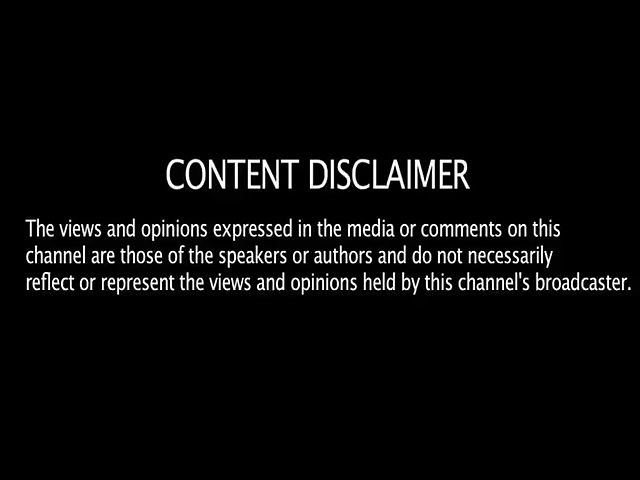 CONTENT DISCLAIMER
The views and opinions expressed in the media or comments on this
channel are those of the speakers or authors and do not necessarily
reflect or represent the views and opinions held by this channel's broadcaster.